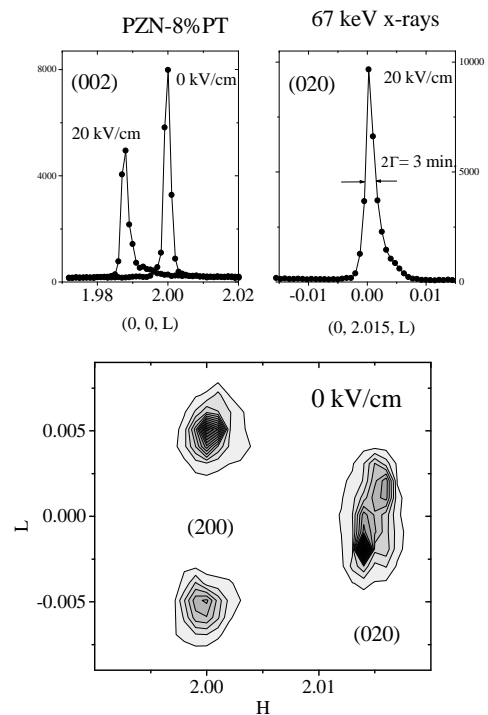 PZN-8%PT
67 keV x-rays
(002)
0 kV/cm
20 kV/cm
8000
4000
0
1.98 2.00 2.02
(0, 0, L)
(020)
20 kV/cm
2Γ= 3 min.
10000
5000
0
-0.01 0.00 0.01
(0, 2.015, L)
0 kV/cm
(200)
(020)
0.005
0.000
-0.005
L
2.00 2.01
H